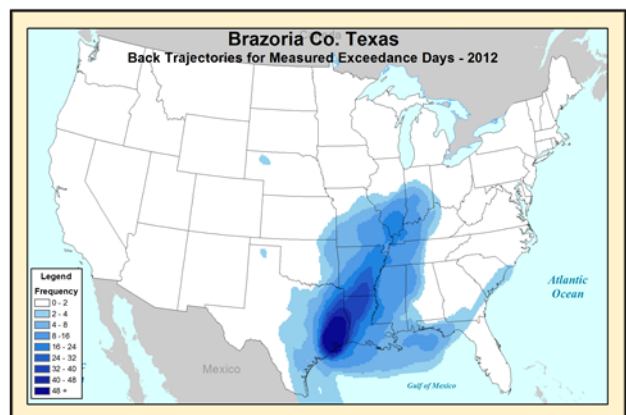 Canada
Brazoria Co. Texas
Back Trajectories for Measured Exceedance Days - 2012
Legend
Frequency
0 - 2
2 - 4
4 - 8
8 - 16
16 - 24
24 - 32
32 - 40
40 - 48
48 +
Mexico
Gulf of Mexico
Atlantic
Ocean